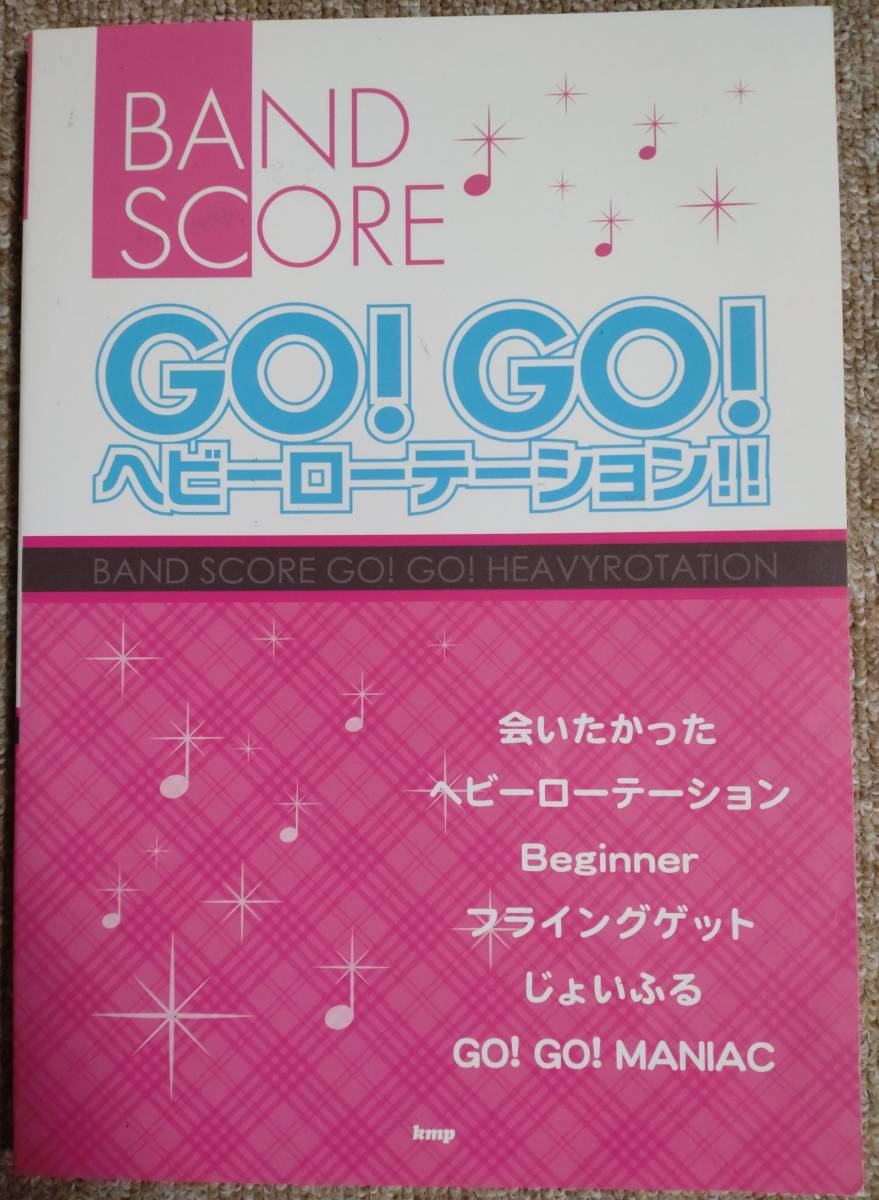 BAND
SCORE
GO! GO!
ヘビーローテーション!!
BAND SCORE GO! GO! HEAVYROTATION
会いたかった
ヘビーローテーション
Beginner
フライングゲット
じょいふる
GO! GO! MANIAC
kmp